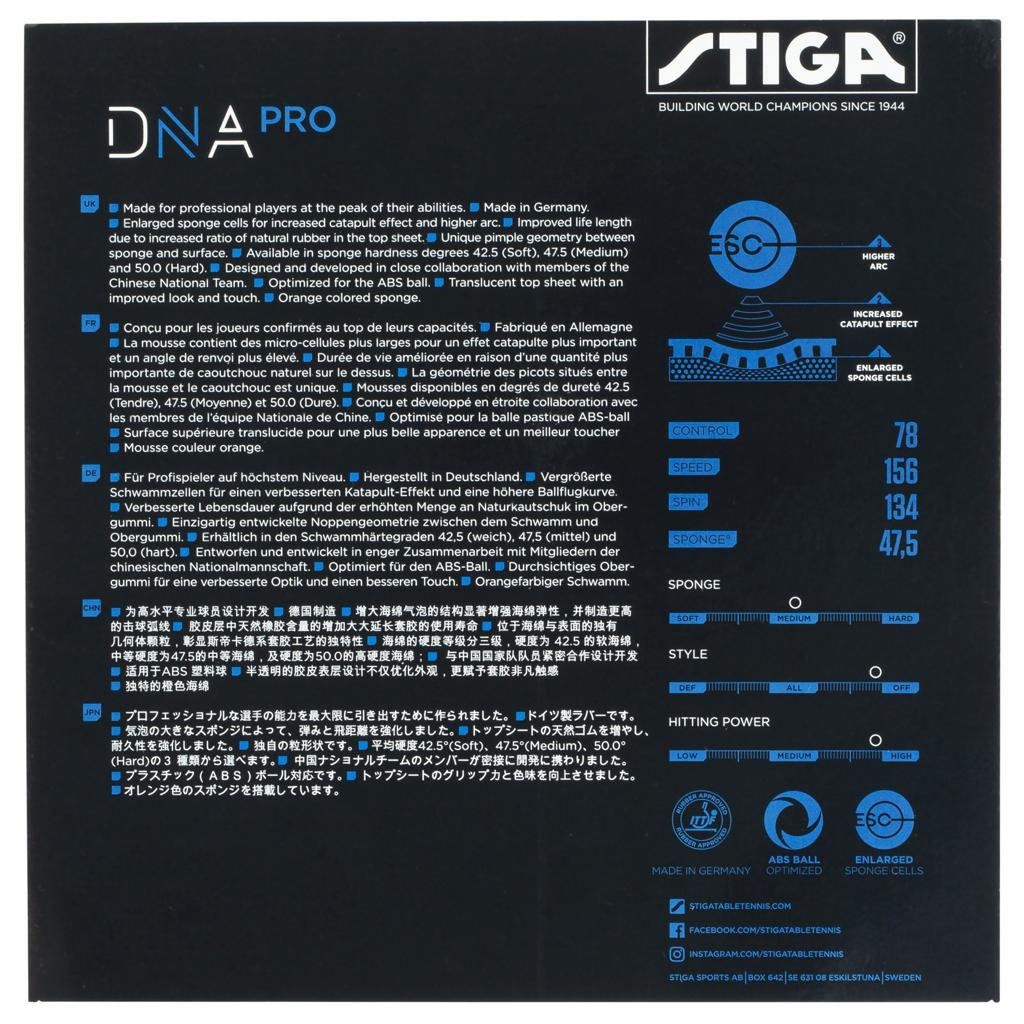 STIGA®
BUILDING WORLD CHAMPIONS SINCE 1944
DNA PRO
UK
Made for professional players at the peak of their abilities. Made in Germany.
Enlarged sponge cells for increased catapult effect and higher arc. Improved life length
due to increased ratio of natural rubber in the top sheet. Unique pimple geometry between
sponge and surface. Available in sponge hardness degrees 42.5 (Soft), 47.5 (Medium)
and 50.0 (Hard). Designed and developed in close collaboration with members of the
Chinese National Team. Optimized for the ABS ball. Translucent top sheet with an
improved look and touch. Orange colored sponge.
FR
Conçu pour les joueurs confirmés au top de leurs capacités. Fabriqué en Allemagne
La mousse contient des micro-cellules plus larges pour un effet catapulte plus important
et un angle de renvoi plus élevé. Durée de vie améliorée en raison d'une quantité plus
importante de caoutchouc naturel sur le dessus. La géométrie des picots situés entre
la mousse et le caoutchouc est unique. Mousses disponibles en degrés de dureté 42.5
(Tendre), 47.5 (Moyenne) et 50.0 (Dure). Conçu et développé en étroite collaboration avec
les membres de l'équipe Nationale de Chine. Optimisé pour la balle pastique ABS-ball
Surface supérieure translucide pour une plus belle apparence et un meilleur toucher
Mousse couleur orange.
DE
Für Profispieler auf höchstem Niveau. Hergestellt in Deutschland. Vergrößerte
Schwammzellen für einen verbesserten Katapult-Effekt und eine höhere Ballflugkurve.
Verbesserte Lebensdauer aufgrund der erhöhten Menge an Naturkautschuk im Ober-
gummi. Einzigartig entwickelte Noppengeometrie zwischen dem Schwamm und
Obergummi. Erhältlich in den Schwammhärtegraden 42,5 (weich), 47,5 (mittel) und
50,0 (hart). Entworfen und entwickelt in enger Zusammenarbeit mit Mitgliedern der
chinesischen Nationalmannschaft. Optimiert für den ABS-Ball. Durchsichtiges Ober-
gummi für eine verbesserte Optik und einen besseren Touch. Orangefarbiger Schwamm.
CHN
为高水平专业球员设计开发 德国制造 增大海绵气泡的结构显著增强海绵弹性，并制造更高
的击球弧线 胶皮层中天然橡胶含量的增加大大延长套胶的使用寿命 位于海绵与表面的独有
几何体颗粒，彰显斯帝卡德系套胶工艺的独特性 海绵的硬度等级分三级，硬度为 42.5 的软海绵，
中等硬度为47.5的中等海绵，及硬度为50.0的高硬度海绵； 与中国国家队队员紧密合作设计开发
适用于ABS 塑料球 半透明的胶皮表层设计不仅优化外观，更赋予套胶非凡触感
独特的橙色海绵
JPN
プロフェッショナルな選手の能力を最大限に引き出すために作られました。 ドイツ製ラバーです。
気泡の大きなスポンジによって、弾みと飛距離を強化しました。 トップシートの天然ゴムを増やし、
耐久性を強化しました。 独自の粒形状です。 平均硬度42.5°(Soft)、47.5°(Medium)、50.0°
(Hard)の３種類から選べます。 中国ナショナルチームのメンバーが密接に開発に携わりました。
プラスチック（ＡＢＳ）ボール対応です。 トップシートのグリップ力と色味を向上させました。
オレンジ色のスポンジを搭載しています。
ESC
3
HIGHER
ARC
2
INCREASED
CATAPULT EFFECT
1
ENLARGED
SPONGE CELLS
CONTROL 78
SPEED 156
SPIN 134
SPONGE° 47,5
SPONGE
SOFT MEDIUM HARD
STYLE
DEF ALL OFF
HITTING POWER
LOW MEDIUM HIGH
RUBBER APPROVED
ITTF
RUBBER APPROVED
MADE IN GERMANY
ABS BALL
OPTIMIZED
ESC
ENLARGED
SPONGE CELLS
STIGATABLETENNIS.COM
FACEBOOK.COM/STIGATABLETENNIS
INSTAGRAM.COM/STIGATABLETENNIS
STIGA SPORTS AB|BOX 642|SE 631 08 ESKILSTUNA|SWEDEN